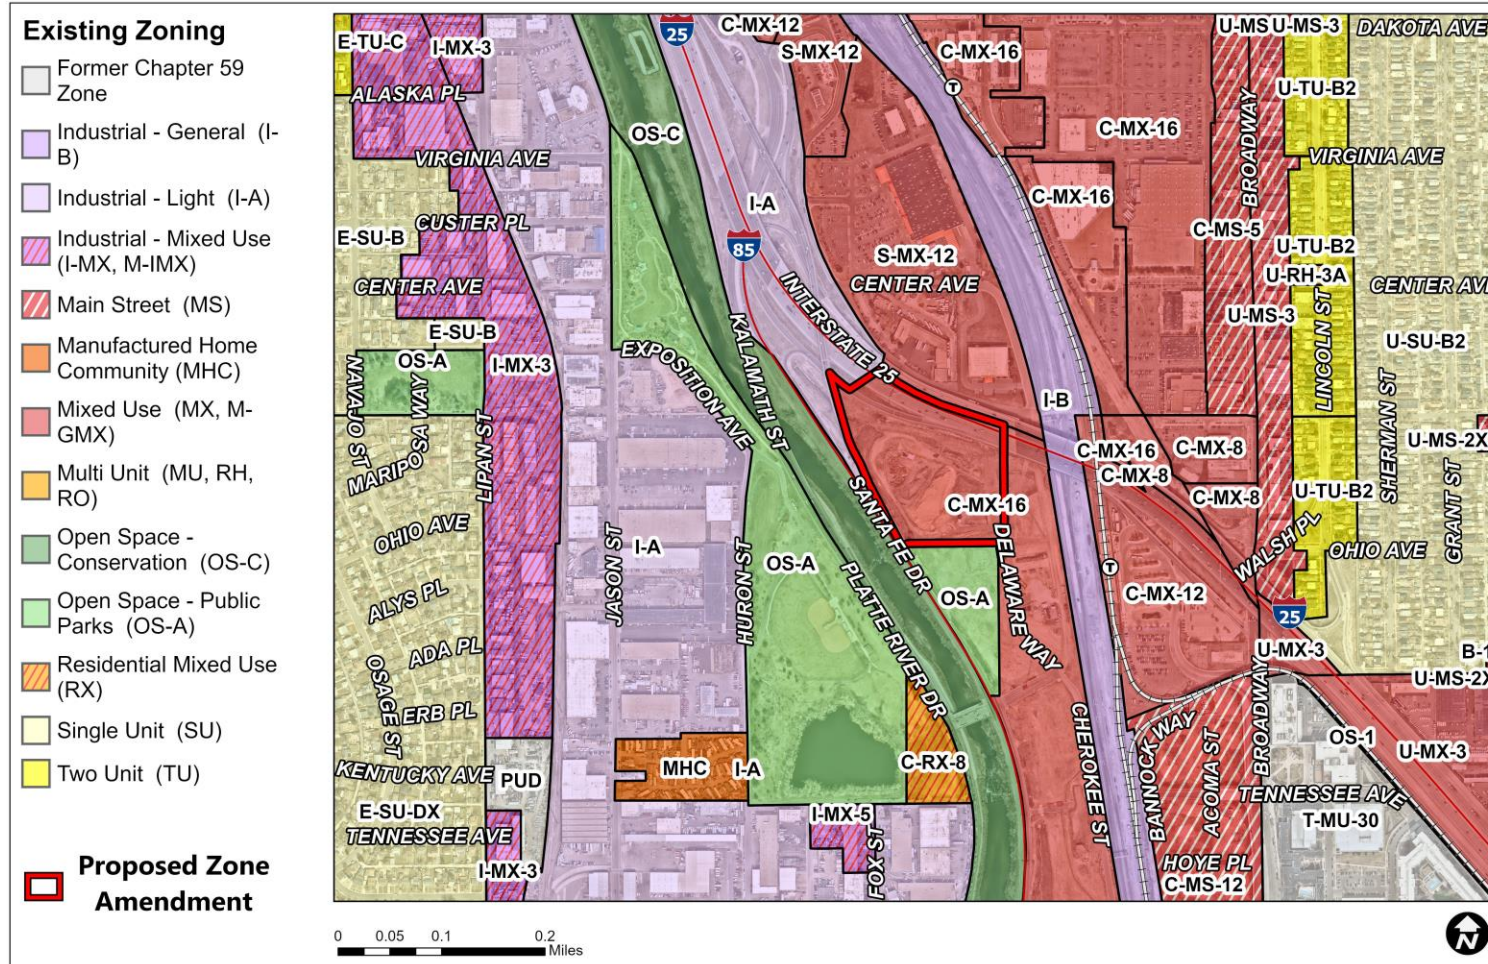 Existing Zoning
Former Chapter 59
Zone
Industrial - General (I-
B)
Industrial - Light (I-A)
Industrial - Mixed Use
(I-MX, M-IMX)
Main Street (MS)
Manufactured Home
Community (MHC)
Mixed Use (MX, M-
GMX)
Multi Unit (MU, RH,
RO)
Open Space -
Conservation (OS-C)
Open Space - Public
Parks (OS-A)
Residential Mixed Use
(RX)
Single Unit (SU)
Two Unit (TU)
Proposed Zone
Amendment
E-TU-C
I-MX-3
25
C-MX-12
S-MX-12
C-MX-16
U-MS
U-MS-3
DAKOTA AVE
ALASKA PL
T
U-TU-B2
OS-C
C-MX-16
VIRGINIA AVE
BROADWAY
VIRGINIA AVE
I-A
C-MX-16
CUSTER PL
C-MS-5
E-SU-B
85
S-MX-12
U-TU-B2
CENTER AVE
INTERSTATE 25
CENTER AVE
U-RH-3A
CENTER AVE
LINCOLN ST
U-MS-3
E-SU-B
KALAMATH ST
U-SU-B2
NAVAJO ST
OS-A
I-MX-3
EXPOSITION AVE
I-B
SHERMAN ST
MARIPOSA WAY
LIPAN ST
C-MX-16
C-MX-8
U-MS-2X
C-MX-8
GRANT ST
SANTA FE DR
C-MX-16
C-MX-8
U-TU-B2
OHIO AVE
JASON ST
I-A
HURON ST
OS-A
DELAWARE WAY
WALSH PL
OHIO AVE
PLATTE RIVER DR
T
ALYS PL
OS-A
C-MX-12
25
ADA PL
OSAGE ST
U-MX-3
B-1
U-MS-2X
ERB PL
CHEROKEE ST
BANNOCK WAY
ACOMA ST
BROADWAY
OS-1
U-MX-3
KENTUCKY AVE
PUD
MHC
I-A
C-RX-8
TENNESSEE AVE
E-SU-DX
I-MX-5
T-MU-30
TENNESSEE AVE
FOX ST
I-MX-3
HOYE PL
C-MS-12
0 0.05 0.1 0.2
Miles
N